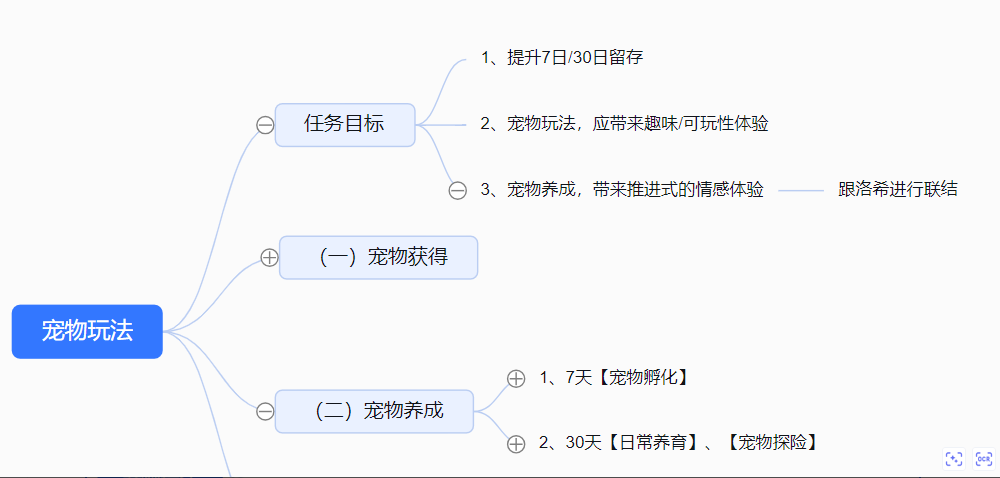 宠物玩法
任务目标
1、提升7日/30日留存
2、宠物玩法，应带来趣味/可玩性体验
3、宠物养成，带来推进式的情感体验
跟洛希进行联结
（一）宠物获得
（二）宠物养成
1、7天【宠物孵化】
2、30天【日常养育】、【宠物探险】
OCR